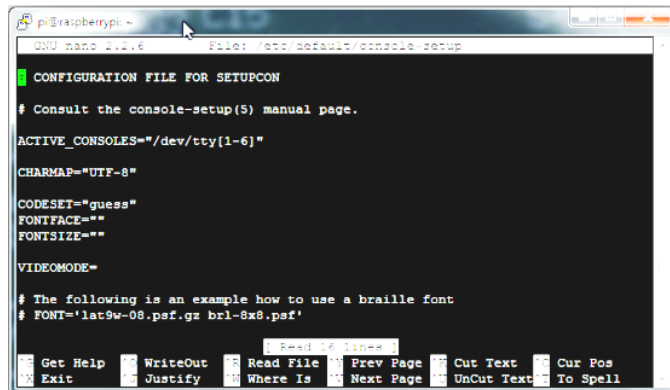 pi@raspberrypi: ~
GNU nano 2.2.6 File: /etc/default/console-setup
# CONFIGURATION FILE FOR SETUPCON
# Consult the console-setup(5) manual page.
ACTIVE_CONSOLES="/dev/tty[1-6]"
CHARMAP="UTF-8"
CODESET="guess"
FONTFACE=""
FONTSIZE=""
VIDEOMODE=
# The following is an example how to use a braille font
# FONT='lat9w-08.psf.gz brl-8x8.psf'
[ Read 16 lines ]
^G Get Help ^O WriteOut ^R Read File ^Y Prev Page ^K Cut Text ^C Cur Pos
^X Exit ^J Justify ^W Where Is ^V Next Page ^U UnCut Text ^T To Spell